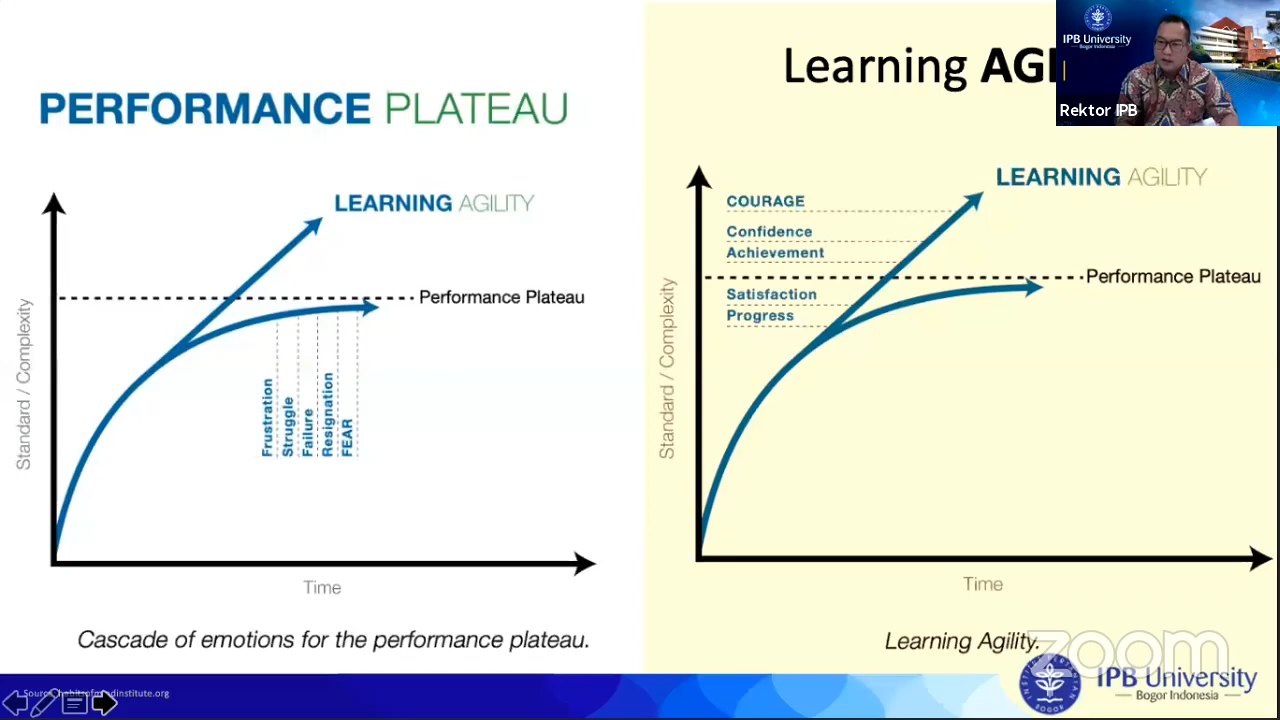 PERFORMANCE PLATEAU
LEARNING AGILITY
Performance Plateau
Standard / Complexity
Frustration
Struggle
Failure
Resignation
FEAR
Time
Cascade of emotions for the performance plateau.
Learning
LEARNING AGILITY
COURAGE
Confidence
Achievement
Performance Plateau
Satisfaction
Progress
Standard / Complexity
Time
Learning Agility.
IPB University
Bogor Indonesia
Rektor IPB
zoom
IPB University
Bogor Indonesia